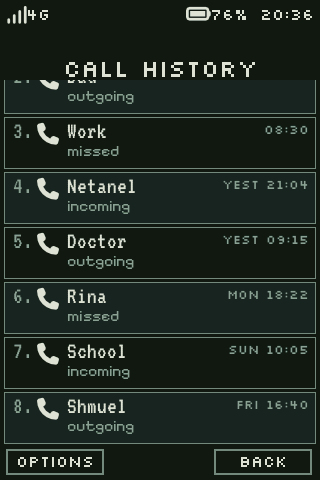 4G 76% 20:36
CALL HISTORY
outgoing
3. Work 08:30
missed
4. Netanel YEST 21:04
incoming
5. Doctor YEST 09:15
outgoing
6. Rina MON 18:22
missed
7. School SUN 10:05
incoming
8. Shmuel FRI 16:40
outgoing
OPTIONS BACK